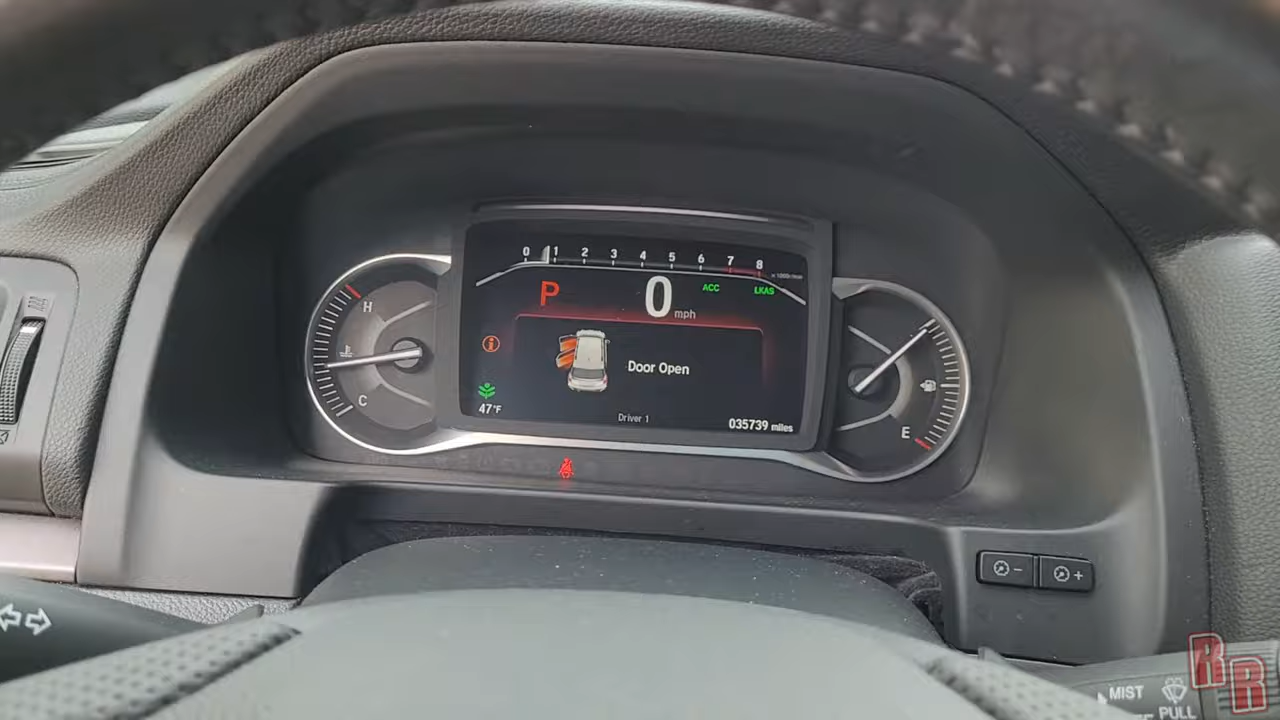 0 1 2 3 4 5 6 7 8
x 1000r/min
P 0 mph ACC LKAS
H
Door Open
C
E
47°F
Driver 1
035739 miles
MIST
PULL
RR